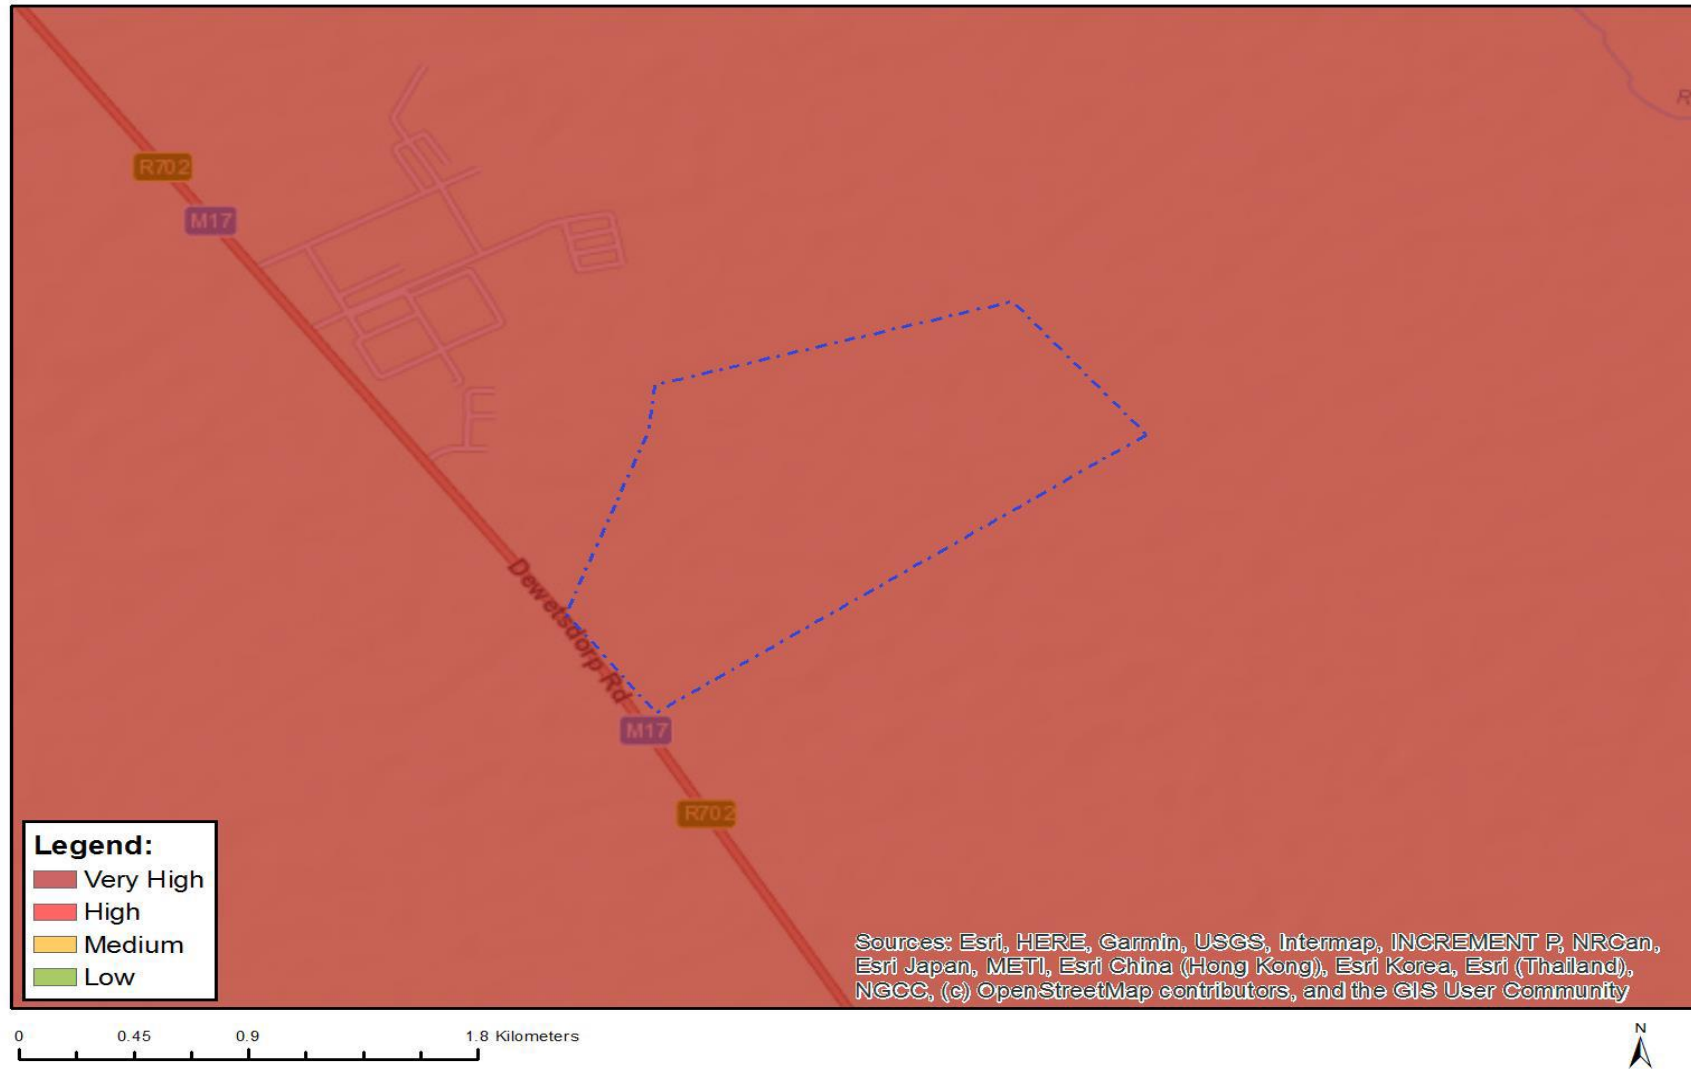 R
R702
M17
Dewetsdorp Rd
M17
R702
Legend:
Very High
High
Medium
Low
Sources: Esri, HERE, Garmin, USGS, Intermap, INCREMENT P, NRCan,
Esri Japan, METI, Esri China (Hong Kong), Esri Korea, Esri (Thailand),
NGCC, (c) OpenStreetMap contributors, and the GIS User Community
0 0.45 0.9 1.8 Kilometers
N